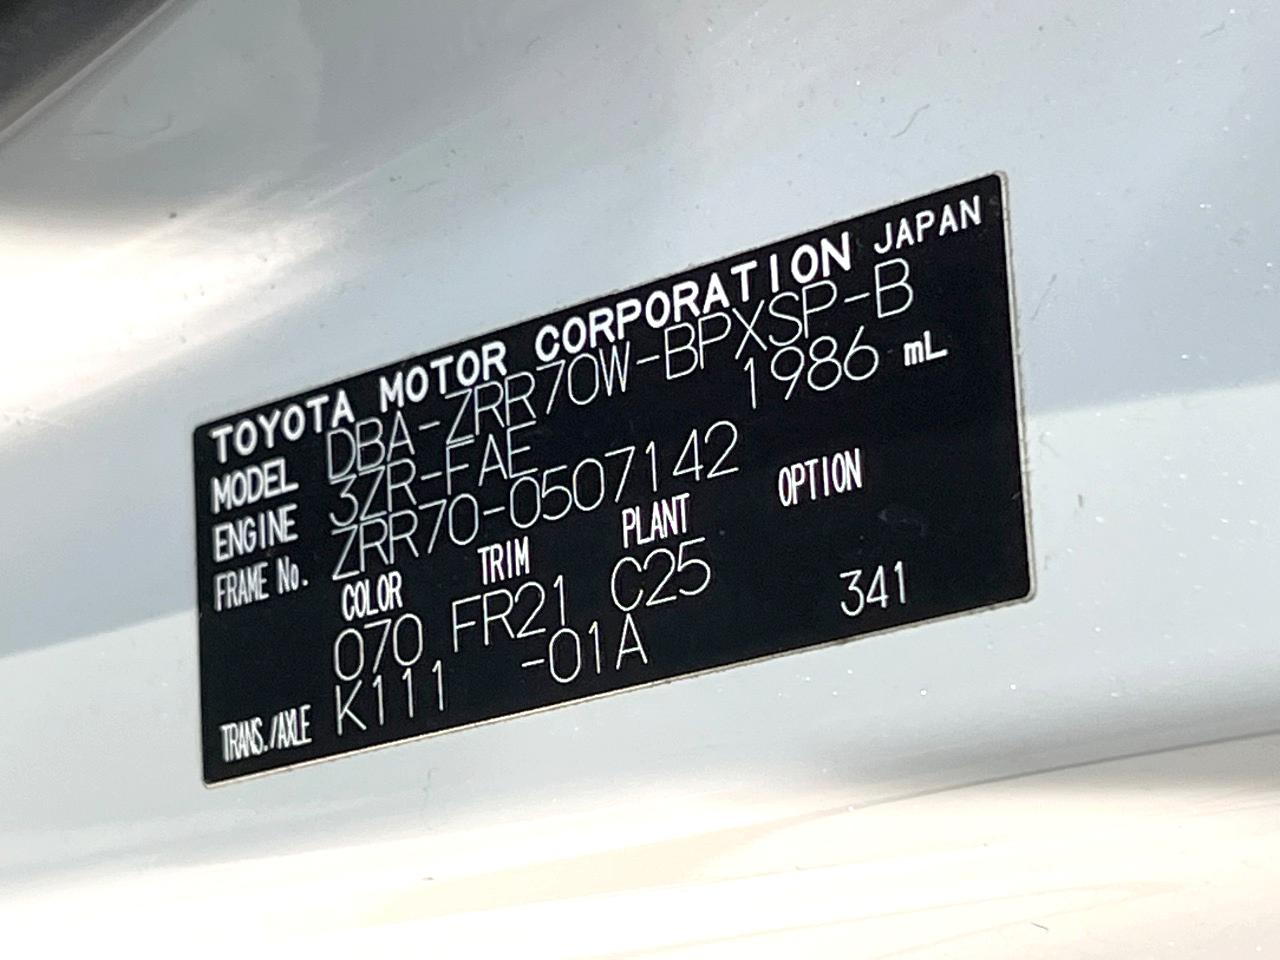 TOYOTA MOTOR CORPORATION JAPAN
MODEL DBA-ZRR70W-BPXSP-B
ENGINE 3ZR-FAE 1986 mL
FRAME No. ZRR70-0507142
COLOR TRIM PLANT OPTION
070 FR21 C25 341
TRANS./AXLE K111 -01A